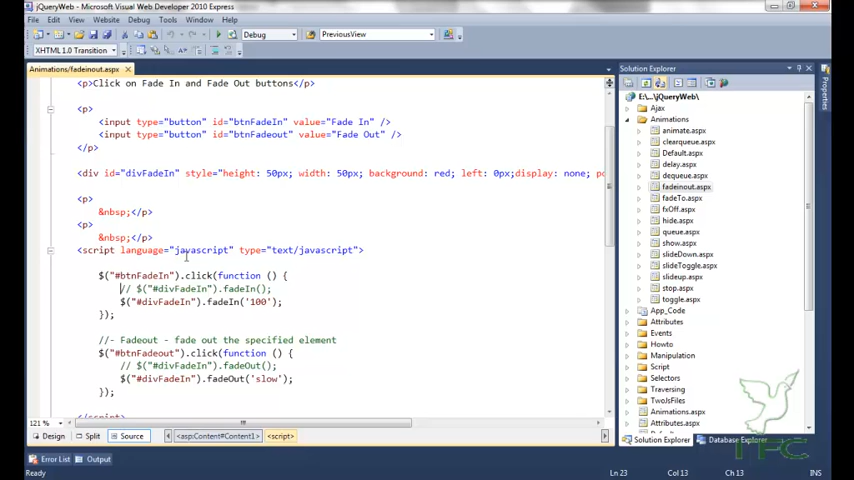 jQueryWeb - Microsoft Visual Web Developer 2010 Express
File Edit View Website Debug Tools Window Help
Debug PreviousView
XHTML 1.0 Transition
Animations/fadeinout.aspx
<p>Click on Fade In and Fade Out buttons</p>
<p>
<input type="button" id="btnFadeIn" value="Fade In" />
<input type="button" id="btnFadeout" value="Fade Out" />
</p>
<div id="divFadeIn" style="height: 50px; width: 50px; background: red; left: 0px;display: none; po
<p>
&nbsp;</p>
<p>
&nbsp;</p>
<script language="javascript" type="text/javascript">
$("#btnFadeIn").click(function () {
// $("#divFadeIn").fadeIn();
$("#divFadeIn").fadeIn('100');
});
//- Fadeout - fade out the specified element
$("#btnFadeout").click(function () {
// $("#divFadeIn").fadeOut();
$("#divFadeIn").fadeOut('slow');
});
</script>
121 %
Design Split Source <asp:Content#Content1> <script>
Error List Output
Ready Ln 23 Col 13 Ch 13 INS
Solution Explorer
E:\...\jQueryWeb\
Ajax
Animations
animate.aspx
clearqueue.aspx
Default.aspx
delay.aspx
dequeue.aspx
fadeinout.aspx
fadeTo.aspx
fxOff.aspx
hide.aspx
queue.aspx
show.aspx
slideDown.aspx
slideToggle.aspx
slideup.aspx
stop.aspx
toggle.aspx
App_Code
Attributes
Events
Howto
Manipulation
Script
Selectors
Traversing
TwoJsFiles
Animations.aspx
Attributes.aspx
Solution Explorer Database Explorer
Properties
TFC